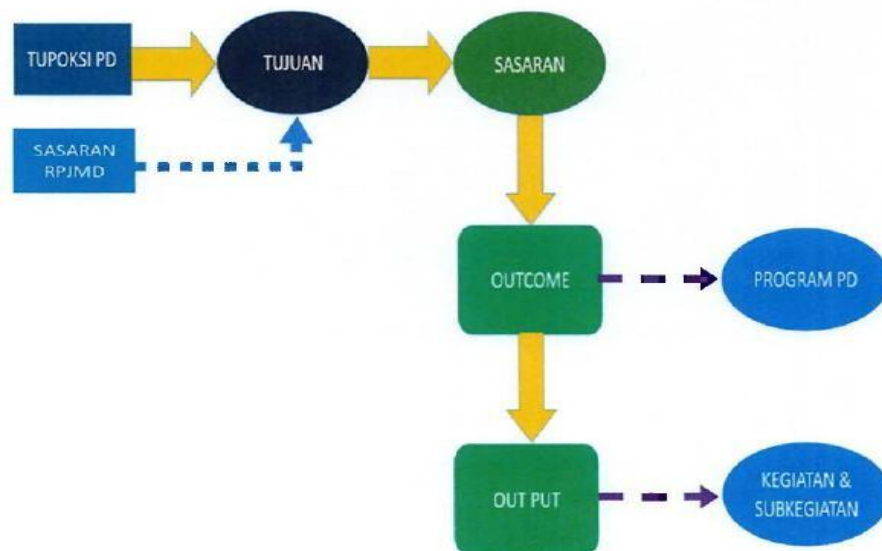 TUPOKSI PD
TUJUAN
SASARAN
SASARAN
RPJMD
OUTCOME
PROGRAM PD
OUT PUT
KEGIATAN &
SUBKEGIATAN